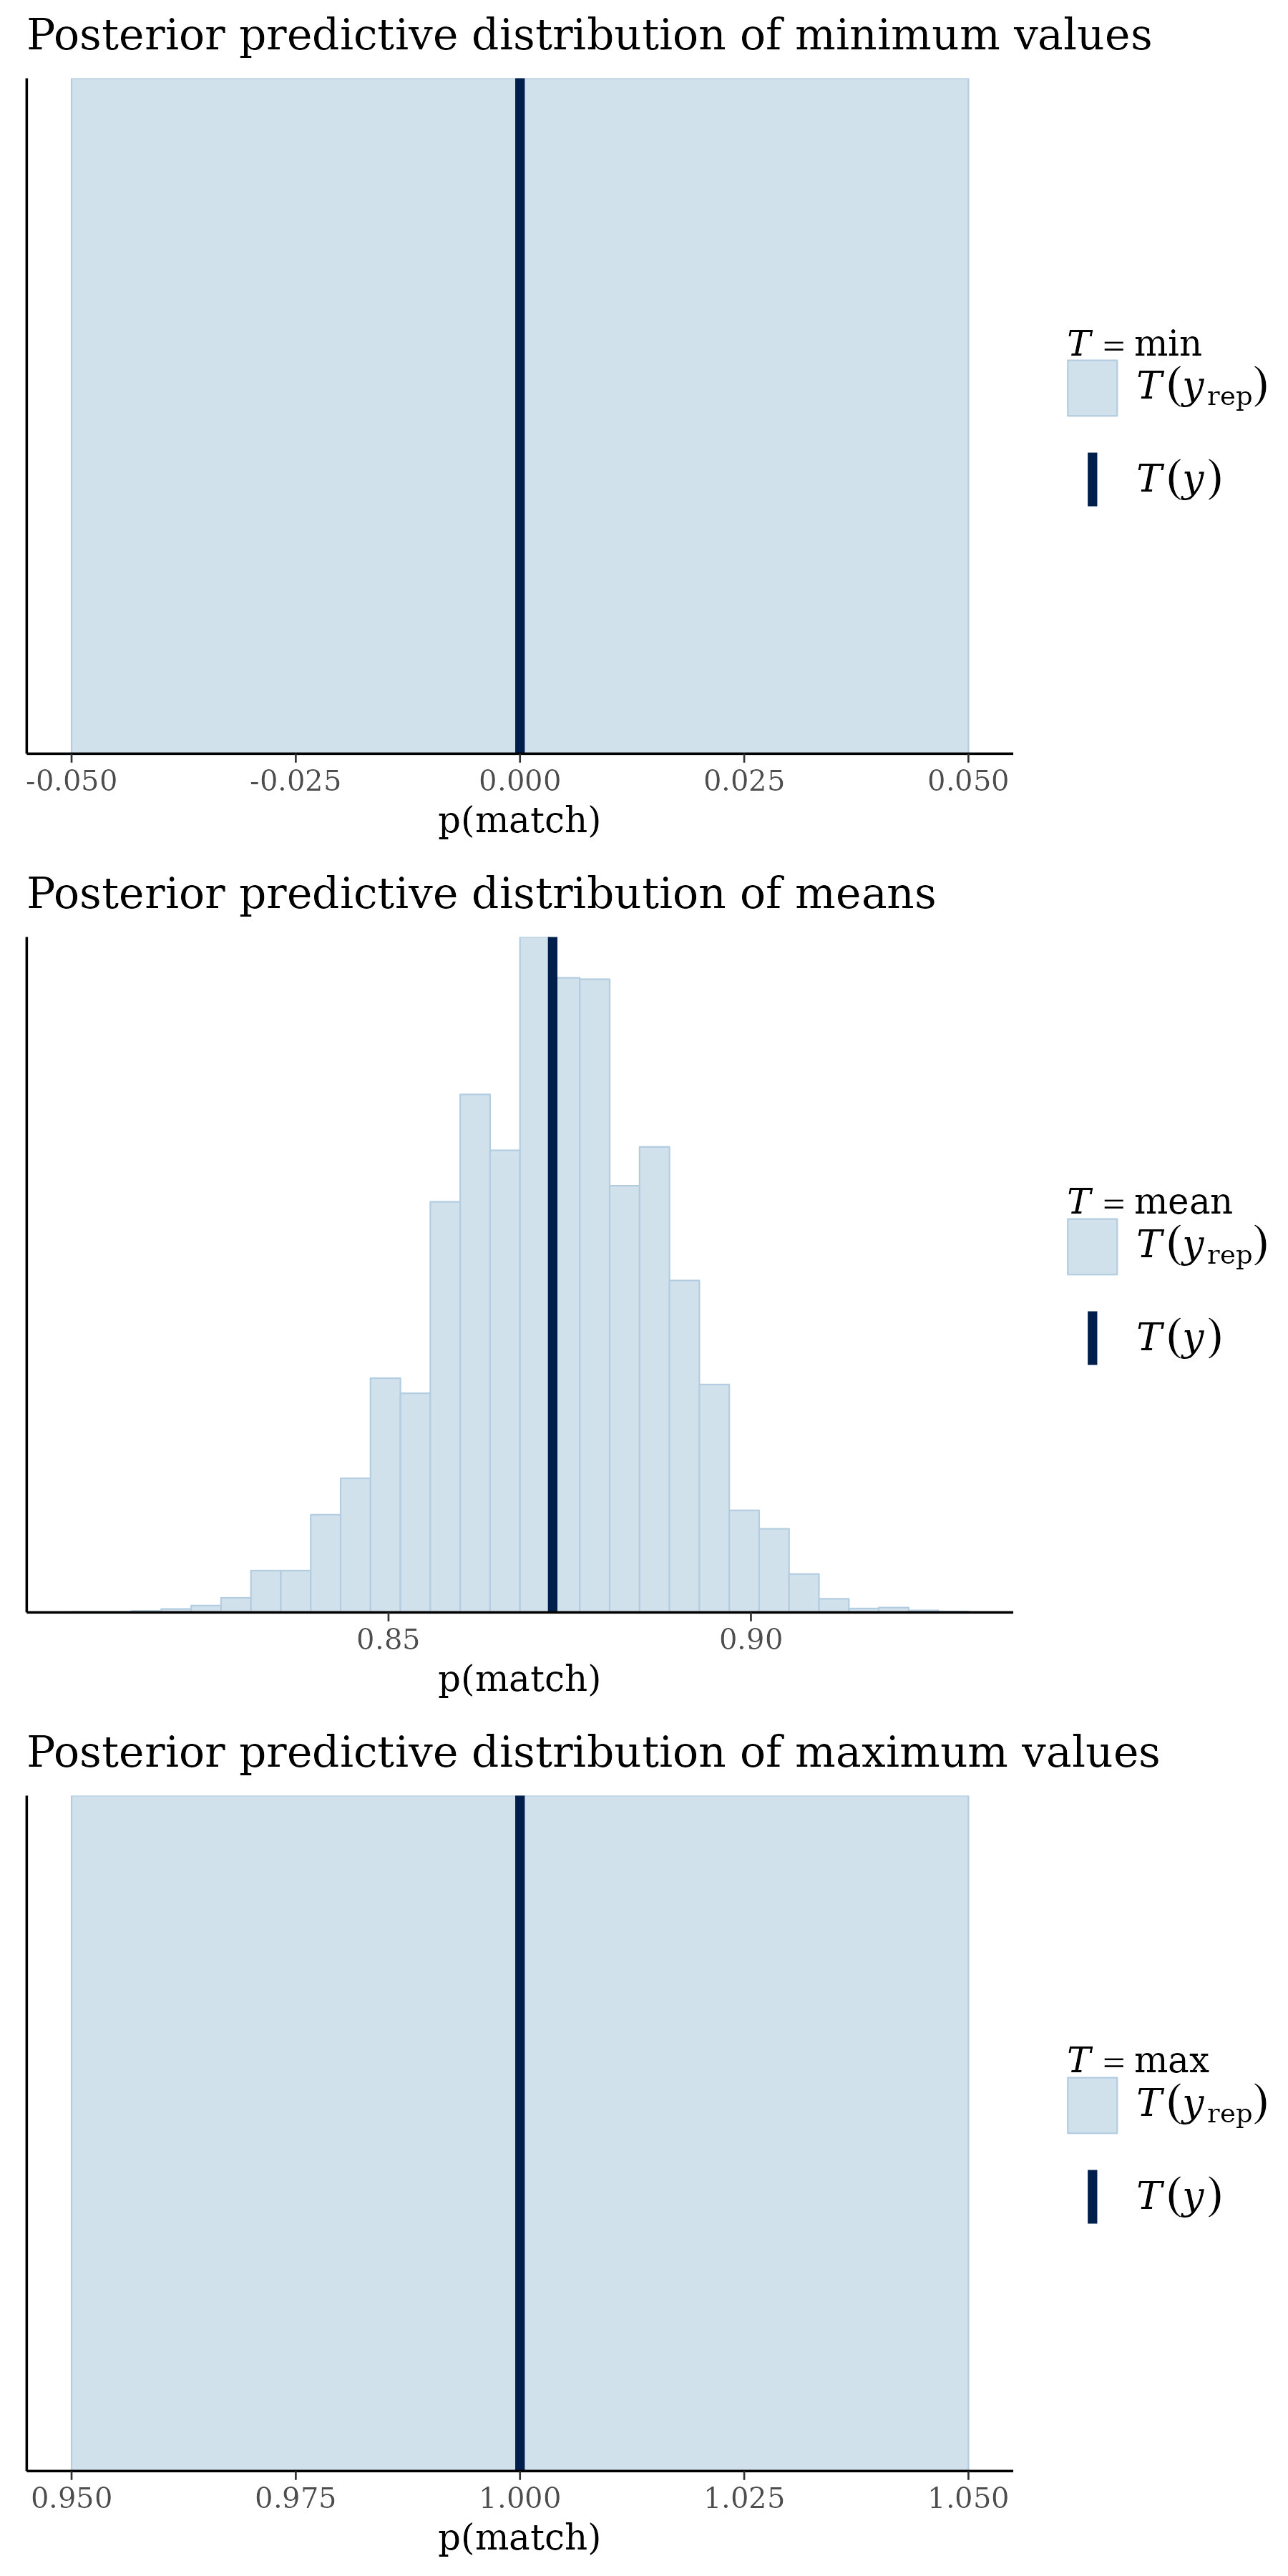 Posterior predictive distribution of minimum values
T = min
T(yrep)
T(y)
-0.050 -0.025 0.000 0.025 0.050
p(match)
Posterior predictive distribution of means
T = mean
T(yrep)
T(y)
0.85 0.90
p(match)
Posterior predictive distribution of maximum values
T = max
T(yrep)
T(y)
0.950 0.975 1.000 1.025 1.050
p(match)